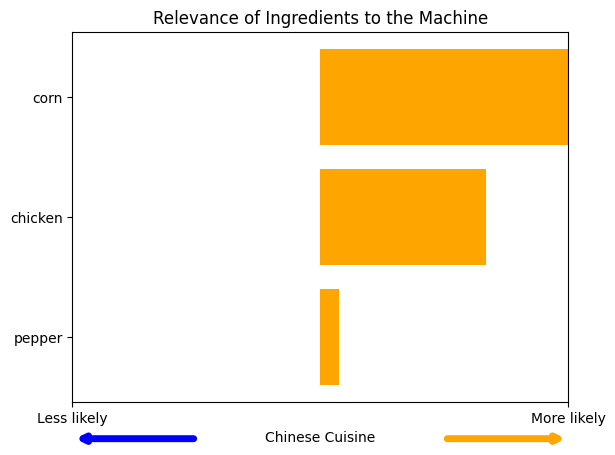 Relevance of Ingredients to the Machine
corn
chicken
pepper
Less likely
More likely
Chinese Cuisine